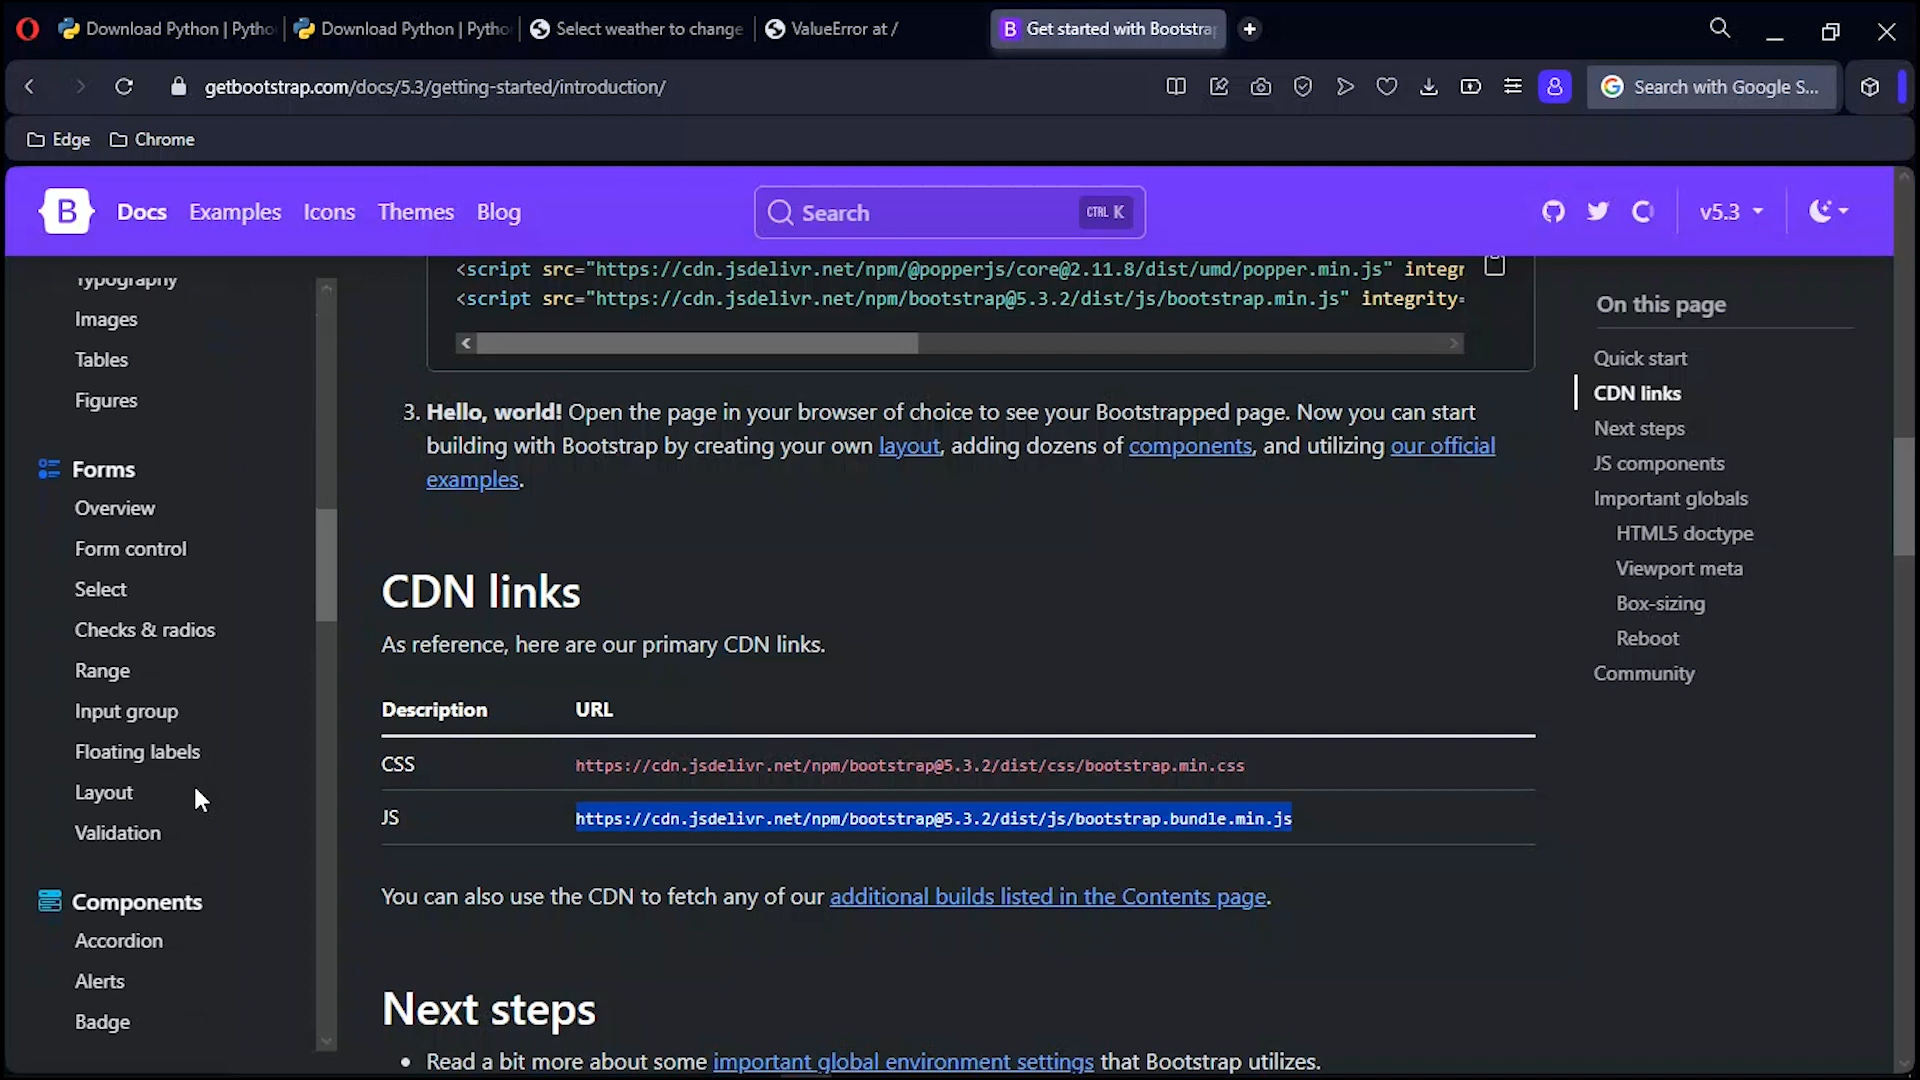 Download Python | Pytho
Download Python | Pytho
Select weather to change
ValueError at /
B Get started with Bootstrap
getbootstrap.com/docs/5.3/getting-started/introduction/
Search with Google S...
Edge
Chrome
B
Docs
Examples
Icons
Themes
Blog
Search
CTRL K
v5.3
Typography
Images
Tables
Figures
Forms
Overview
Form control
Select
Checks & radios
Range
Input group
Floating labels
Layout
Validation
Components
Accordion
Alerts
Badge
<script src="https://cdn.jsdelivr.net/npm/@popperjs/core@2.11.8/dist/umd/popper.min.js" integr
<script src="https://cdn.jsdelivr.net/npm/bootstrap@5.3.2/dist/js/bootstrap.min.js" integrity=
3. Hello, world! Open the page in your browser of choice to see your Bootstrapped page. Now you can start
building with Bootstrap by creating your own layout, adding dozens of components, and utilizing our official
examples.
CDN links
As reference, here are our primary CDN links.
Description URL
CSS https://cdn.jsdelivr.net/npm/bootstrap@5.3.2/dist/css/bootstrap.min.css
JS https://cdn.jsdelivr.net/npm/bootstrap@5.3.2/dist/js/bootstrap.bundle.min.js
You can also use the CDN to fetch any of our additional builds listed in the Contents page.
Next steps
• Read a bit more about some important global environment settings that Bootstrap utilizes.
On this page
Quick start
CDN links
Next steps
JS components
Important globals
HTML5 doctype
Viewport meta
Box-sizing
Reboot
Community